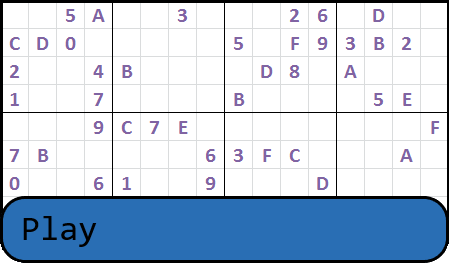 5 A 3 2 6 D
C D 0 5 F 9 3 B 2
2 4 B D 8 A
1 7 B 5 E
9 C 7 E F
7 B 6 3 F C A
0 6 1 9 D
Play